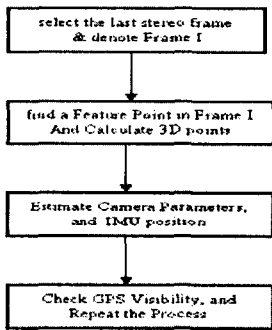 select the last stereo frame
& denote Frame I
find a Feature Point in Frame I
And Calculate 3D points
Estimate Camera Parameters,
and IMU position
Check GPS Visibility, and
Repeat the Process